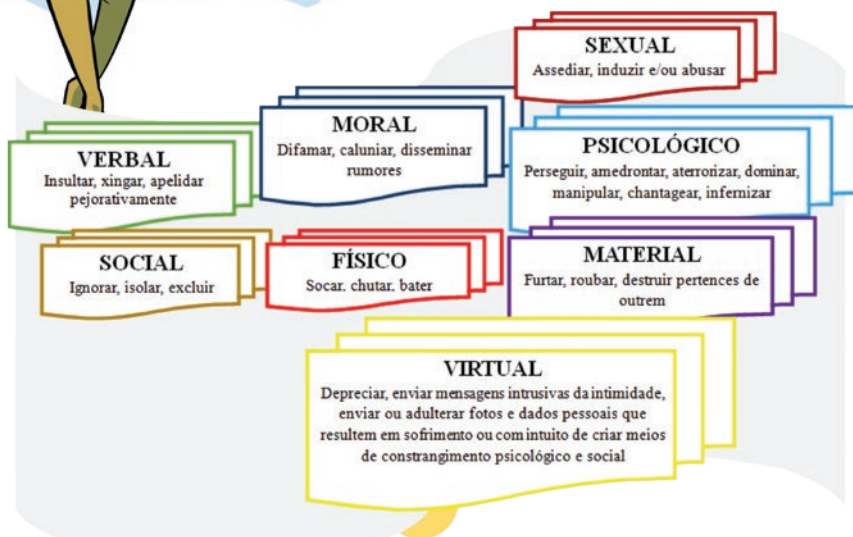 SEXUAL
Assediar, induzir e/ou abusar
MORAL
Difamar, caluniar, disseminar
rumores
PSICOLÓGICO
Perseguir, amedrontar, aterrorizar, dominar,
manipular, chantagear, infernizar
VERBAL
Insultar, xingar, apelidar
pejorativamente
SOCIAL
Ignorar, isolar, excluir
FÍSICO
Socar. chutar. bater
MATERIAL
Furtar, roubar, destruir pertences de
outrem
VIRTUAL
Depreciar, enviar mensagens intrusivas da intimidade,
enviar ou adulterar fotos e dados pessoais que
resultem em sofrimento ou com intuito de criar meios
de constrangimento psicológico e social